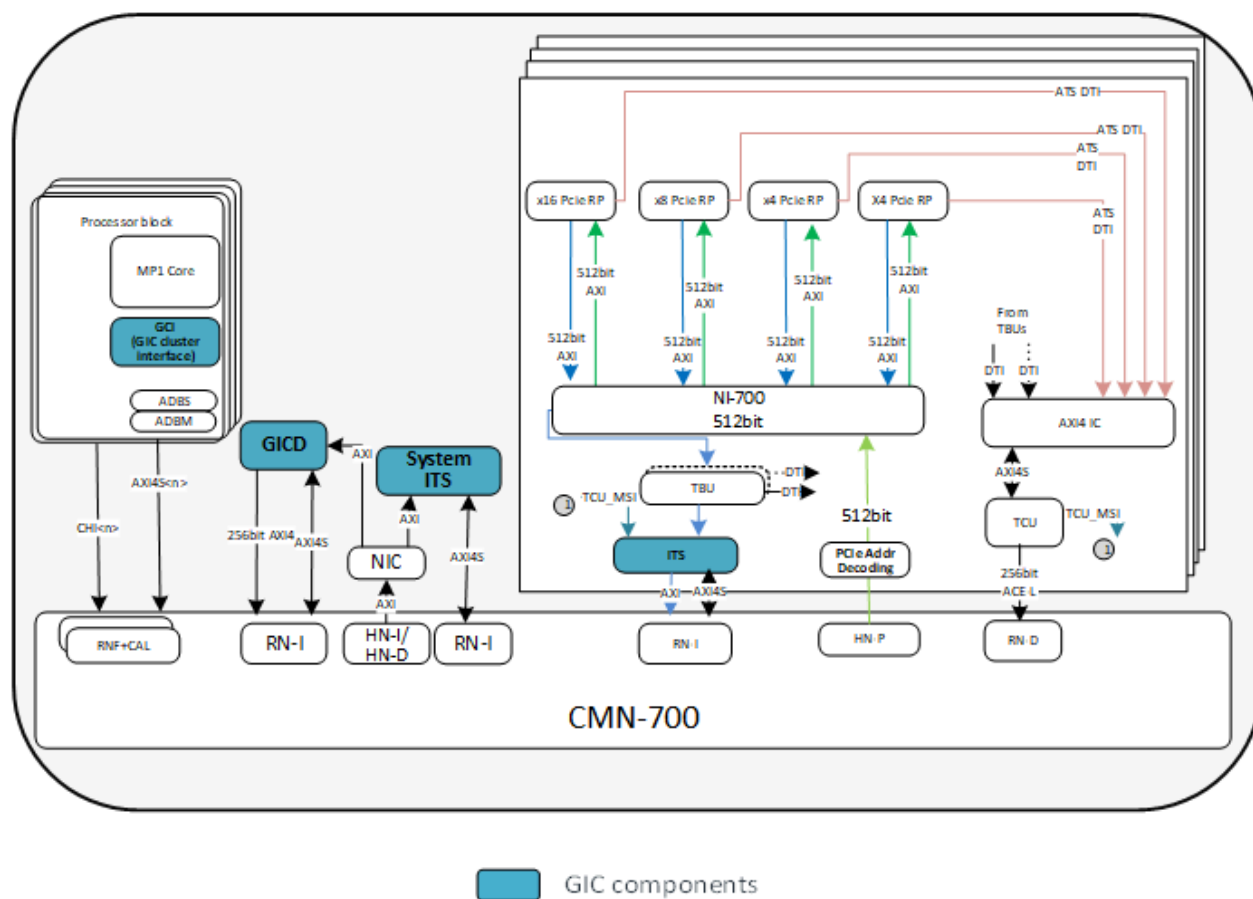 ATS DTI
ATS DTI
ATS
DTI
x16 Pcie RP
x8 Pcie RP
x4 Pcie RP
X4 Pcie RP
ATS
DTI
Processor block
MP1 Core
GCI
(GIC cluster
interface)
ADBS
ADBM
512bit
AXI
512bit
AXI
512bit
AXI
512bit
AXI
512bit
AXI
512bit
AXI
512bit
AXI
512bit
AXI
From
TBUs
DTI
DTI
NI-700
512bit
AXI4 IC
GICD
AXI
System
ITS
AXI4S
DTI
DTI
TBU
TCU_MSI
1
AXI4S<n>
CHI<n>
256bit AXI4
AXI4S
AXI
AXI4S
NIC
AXI
512bit
TCU
TCU_MSI
1
ITS
PCIe Addr
Decoding
256bit
ACE-L
AXI
AXI4S
RNF+CAL
RN-I
HN-I/
HN-D
RN-I
RN-I
HN-P
RN-D
CMN-700
GIC components